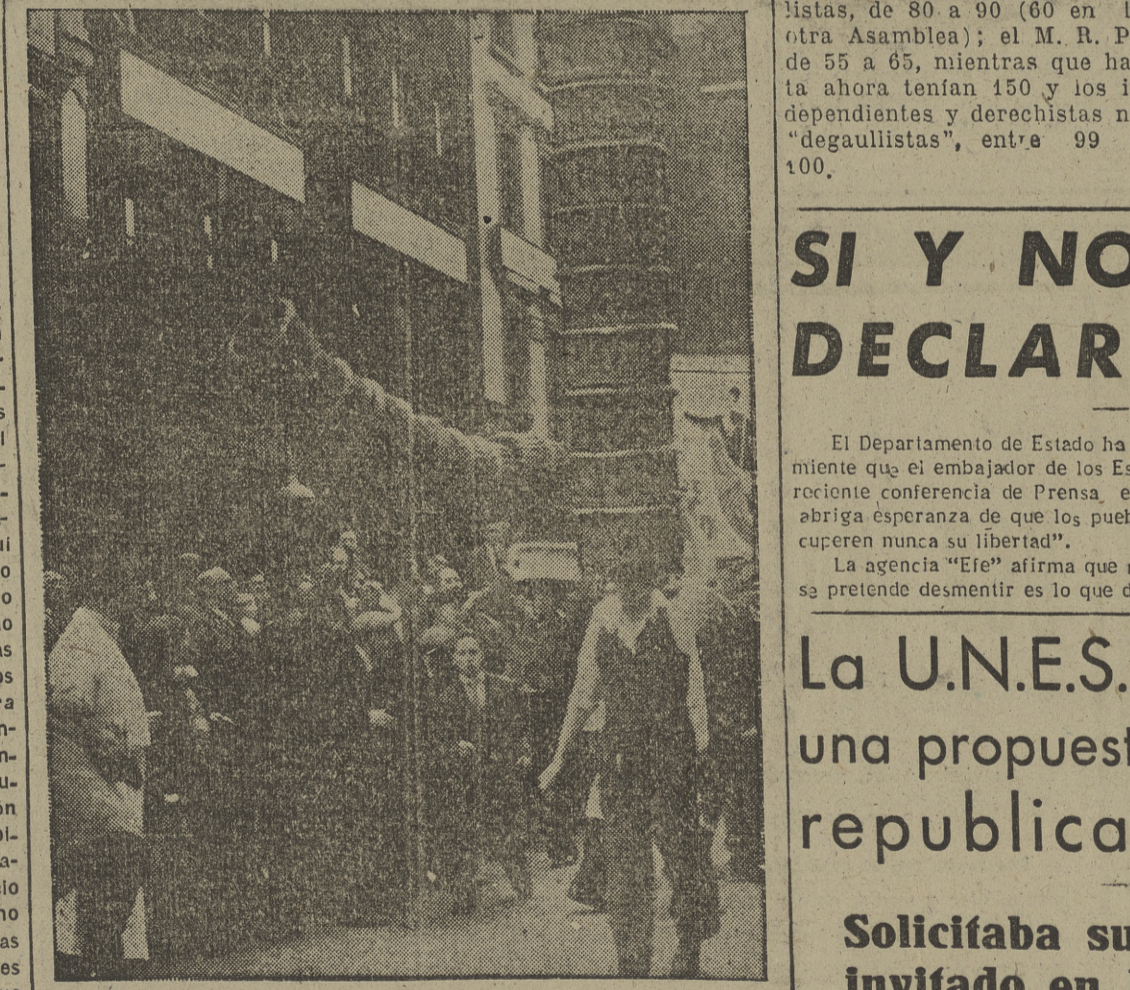 listas, de 80 a 90 (60 en
otra Asamblea); el M. R. P
de 55 a 65, mientras que ha
ta ahora tenían 150 y los i
dependientes y derechistas n
"degaullistas", entre 99
100.
SI Y NO
DECLAR
El Departamento de Estado ha
miente que el embajador de los Es
reciente conferencia de Prensa e
abriga esperanza de que los pueb
cuperen nunca su libertad".
La agencia "Efe" afirma que
se pretende desmentir es lo que d
La U.N.E.S.
una propuest
republica
Solicitaba su
invitado en